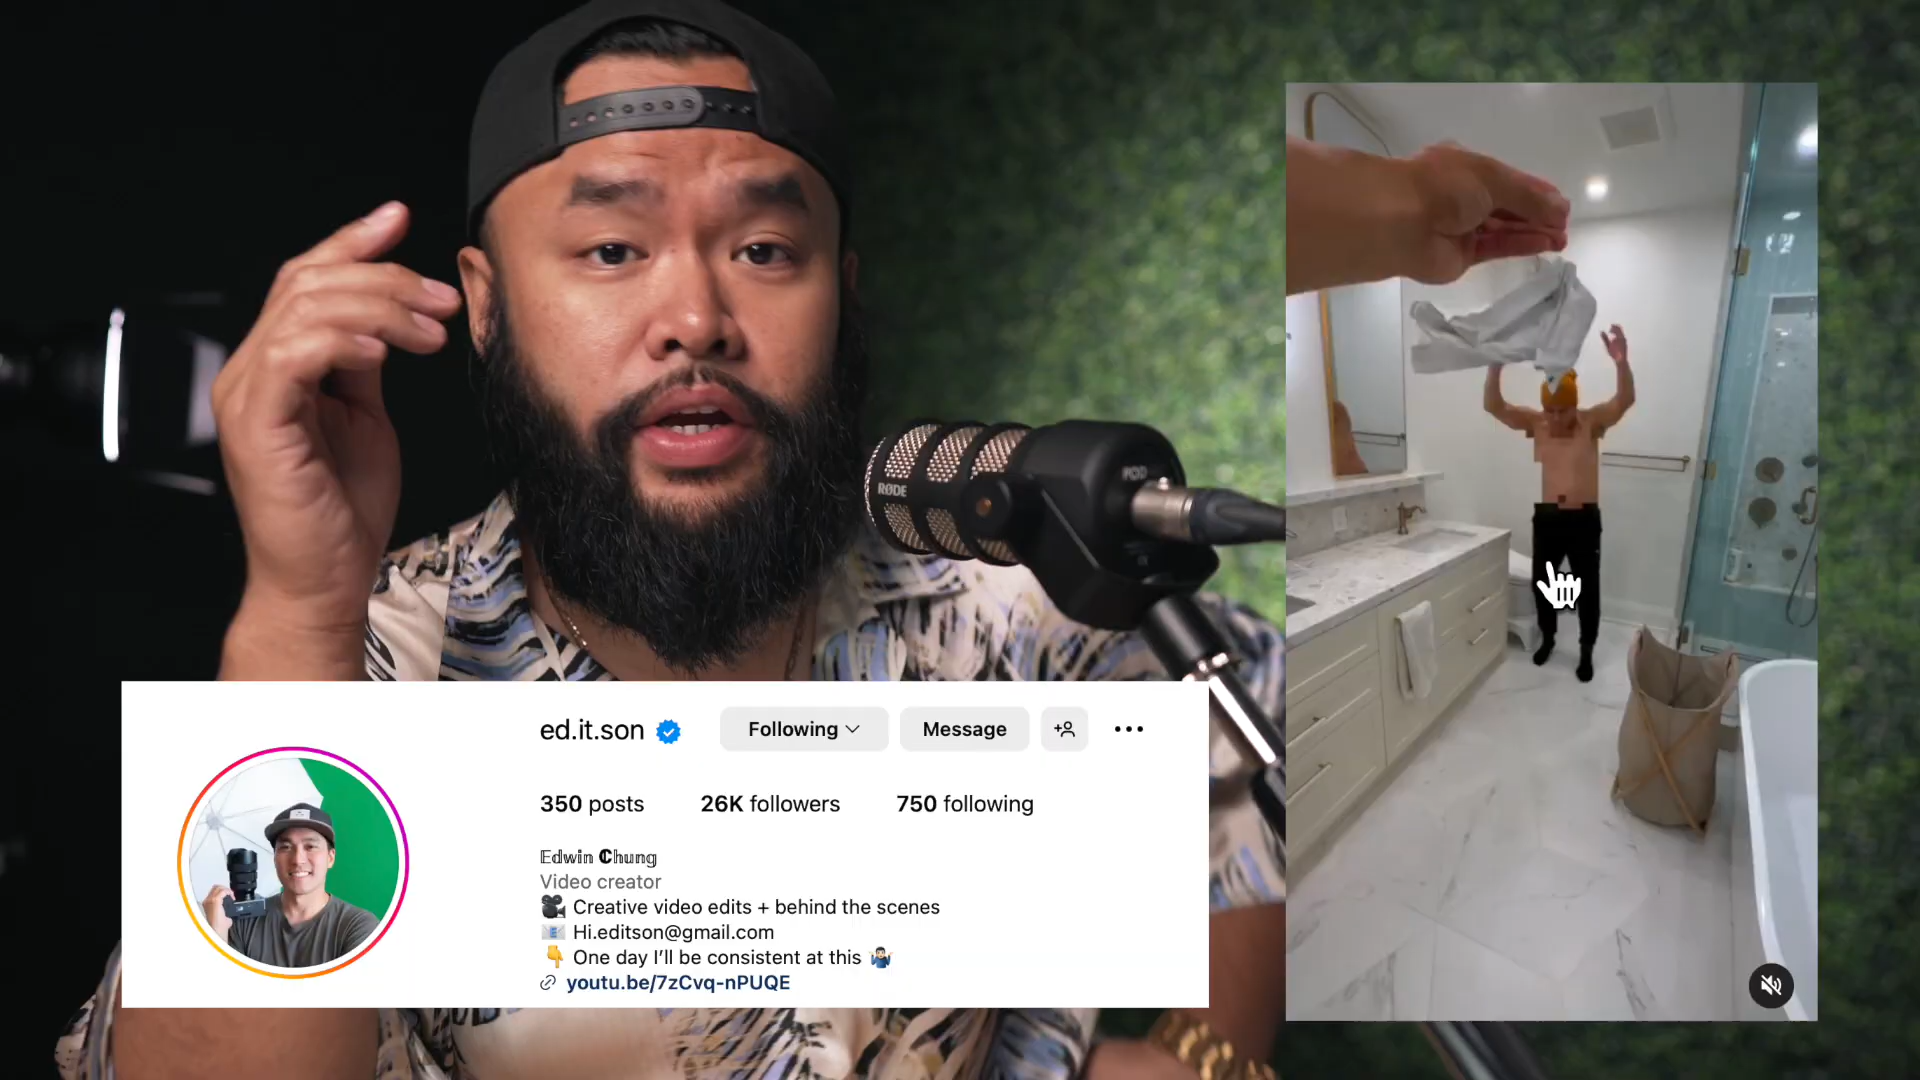 RØDE
POD
ed.it.son
Following
Message
350 posts 26K followers 750 following
Edwin Chung
Video creator
🎥 Creative video edits + behind the scenes
📧 Hi.editson@gmail.com
👇 One day I'll be consistent at this 🤷🏻‍♂️
youtu.be/7zCvq-nPUQE